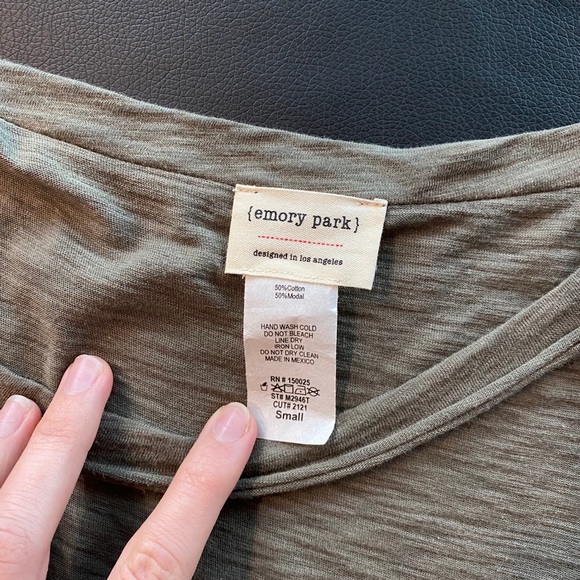 {emory park}
designed in los angeles
50%Cotton
50%Modal
HAND WASH COLD
DO NOT BLEACH
LINE DRY
IRON LOW
DO NOT DRY CLEAN
MADE IN MEXICO
RN # 150025
ST# M2946T
CUT# 2121
Small